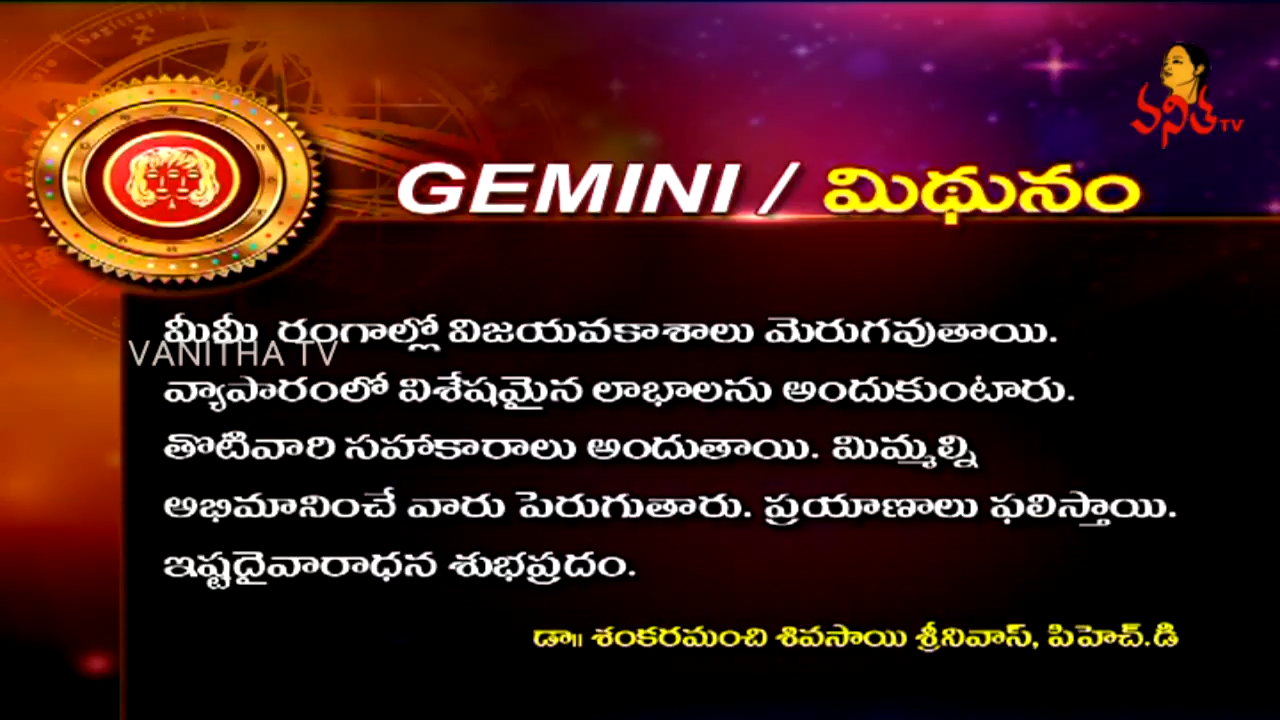 వనిత TV
GEMINI / మిథునం
మీమీ రంగాల్లో విజయవకాశాలు మెరుగవుతాయి.
VANITHA TV
వ్యాపారంలో విశేషమైన లాభాలను అందుకుంటారు.
తోటివారి సహాకారాలు అందుతాయి. మిమ్మల్ని
అభిమానించే వారు పెరుగుతారు. ప్రయాణాలు ఫలిస్తాయి.
ఇష్టదైవారాధన శుభప్రదం.
డా॥ శంకరమంచి శివసాయి శ్రీనివాస్, పిహెచ్.డి